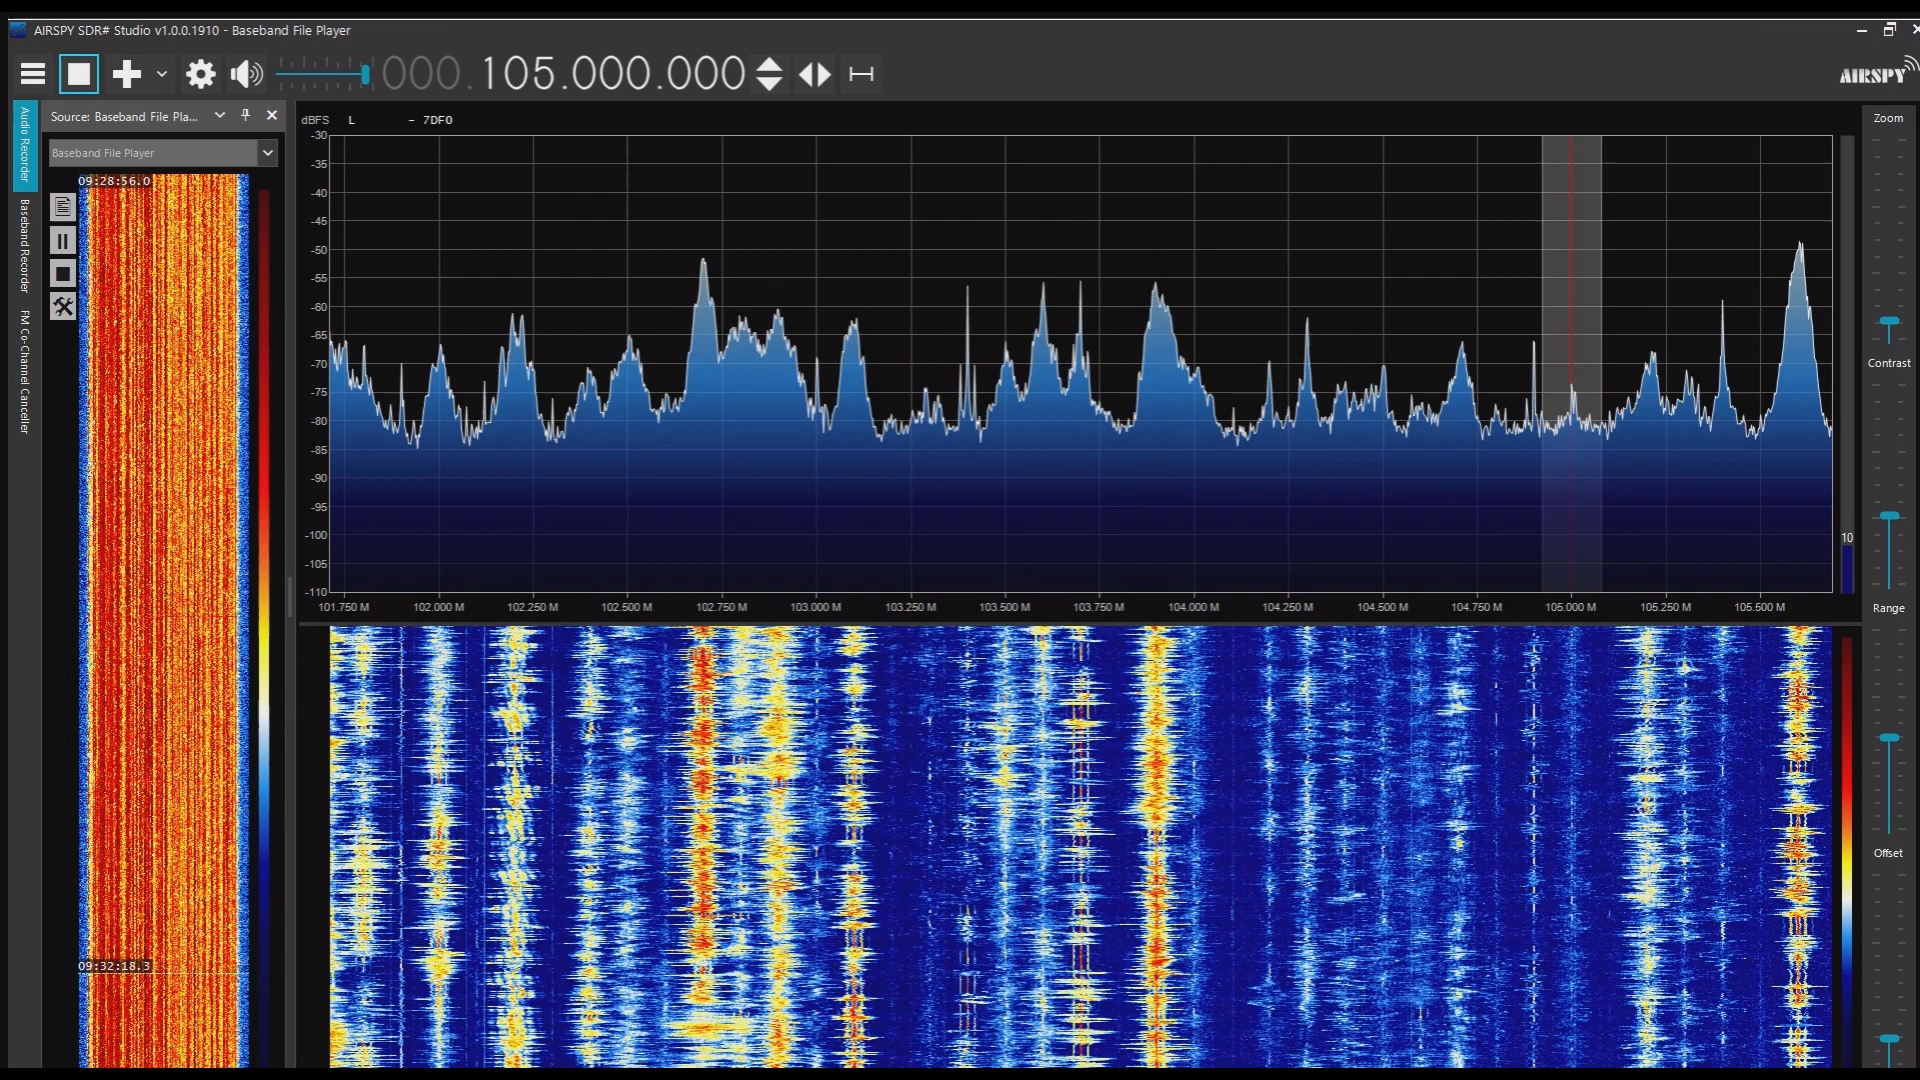 AIRSPY SDR# Studio v1.0.0.1910 - Baseband File Player
000.105.000.000
AIRSPY
Audio Recorder
Baseband Recorder
FM Co-Channel Canceller
Source: Baseband File Pla...
Baseband File Player
09:28:56.0
09:32:18.3
dBFS L - 7DF0
-30
-35
-40
-45
-50
-55
-60
-65
-70
-75
-80
-85
-90
-95
-100
-105
-110
101.750 M 102.000 M 102.250 M 102.500 M 102.750 M 103.000 M 103.250 M 103.500 M 103.750 M 104.000 M 104.250 M 104.500 M 104.750 M 105.000 M 105.250 M 105.500 M
10
Zoom
Contrast
Range
Offset